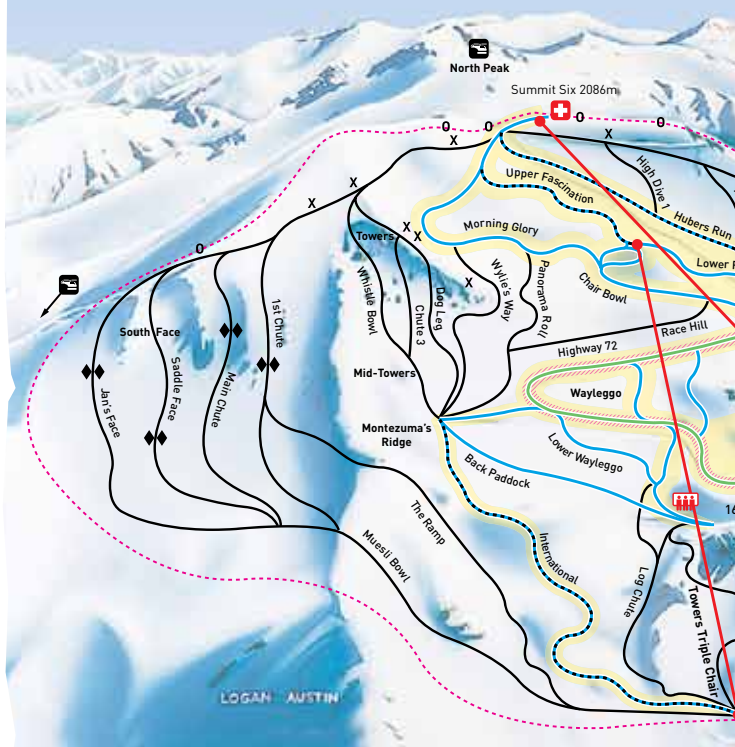 North Peak
Summit Six 2086m
O
O
O
O
X
X
High Dive 1
Upper Fascination
Hubers Run
X
X
Morning Glory
Towers
X
X
Lower F
O
Whistle Bowl
Chute 3
Dog Leg
X
Wylie's Way
Panorama Roll
Chair Bowl
1st Chute
South Face
Saddle Face
Main Chute
Jan's Face
Race Hill
Highway 72
Mid-Towers
Wayleggo
Montezuma's
Ridge
Lower Wayleggo
Back Paddock
16
The Ramp
Muesli Bowl
International
Log Chute
Towers Triple Chair
LOGAN AUSTIN